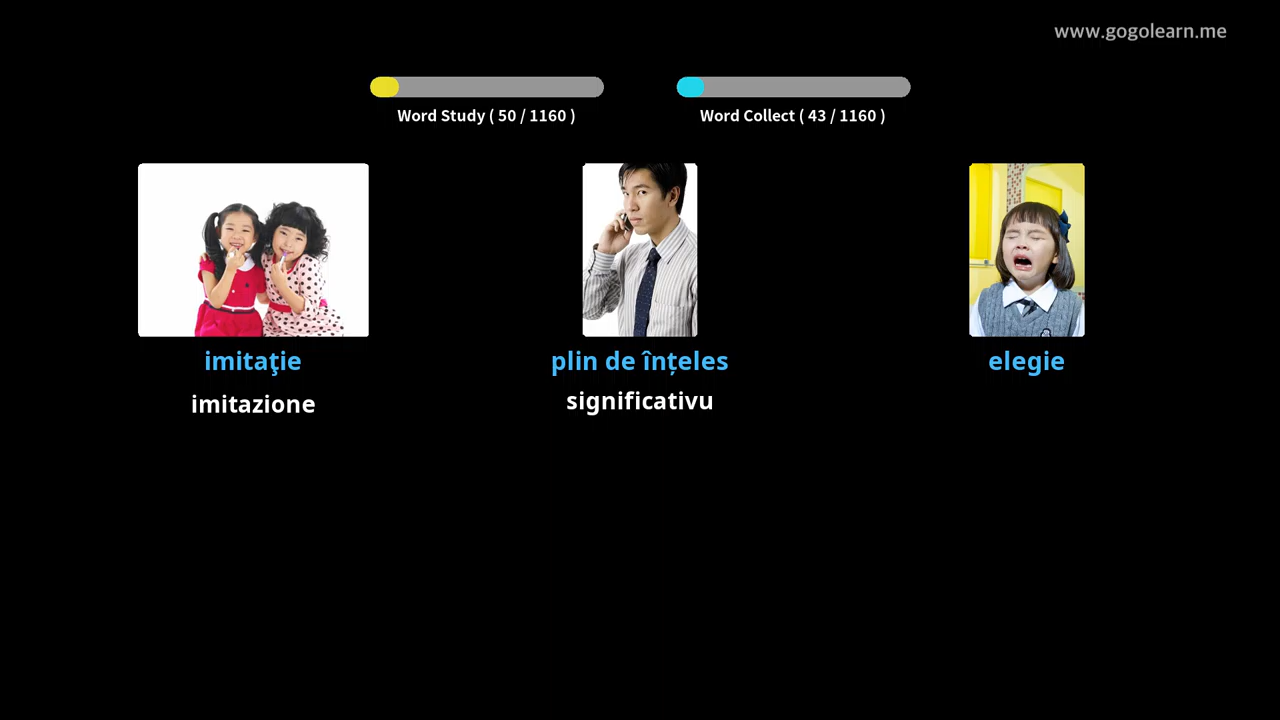 www.gogolearn.me
Word Study ( 50 / 1160 )
Word Collect ( 43 / 1160 )
imitaţie
plin de înțeles
elegie
imitazione
significativu